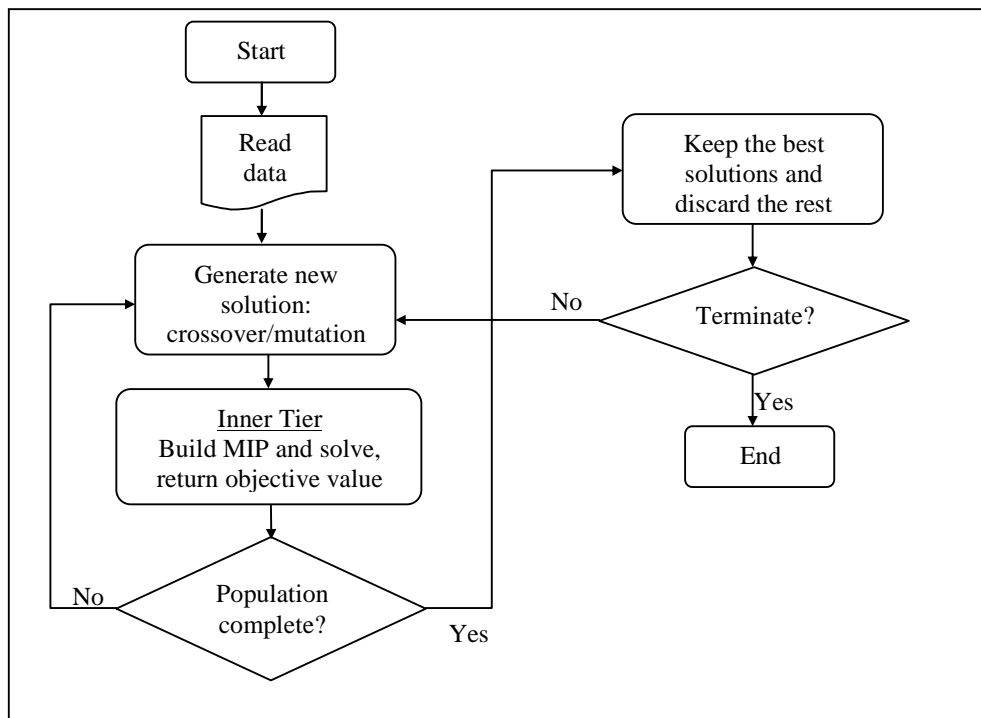 Start
Read
data
Generate new
solution:
crossover/mutation
Inner Tier
Build MIP and solve,
return objective value
Population
complete?
No
Yes
Keep the best
solutions and
discard the rest
Terminate?
No
Yes
End